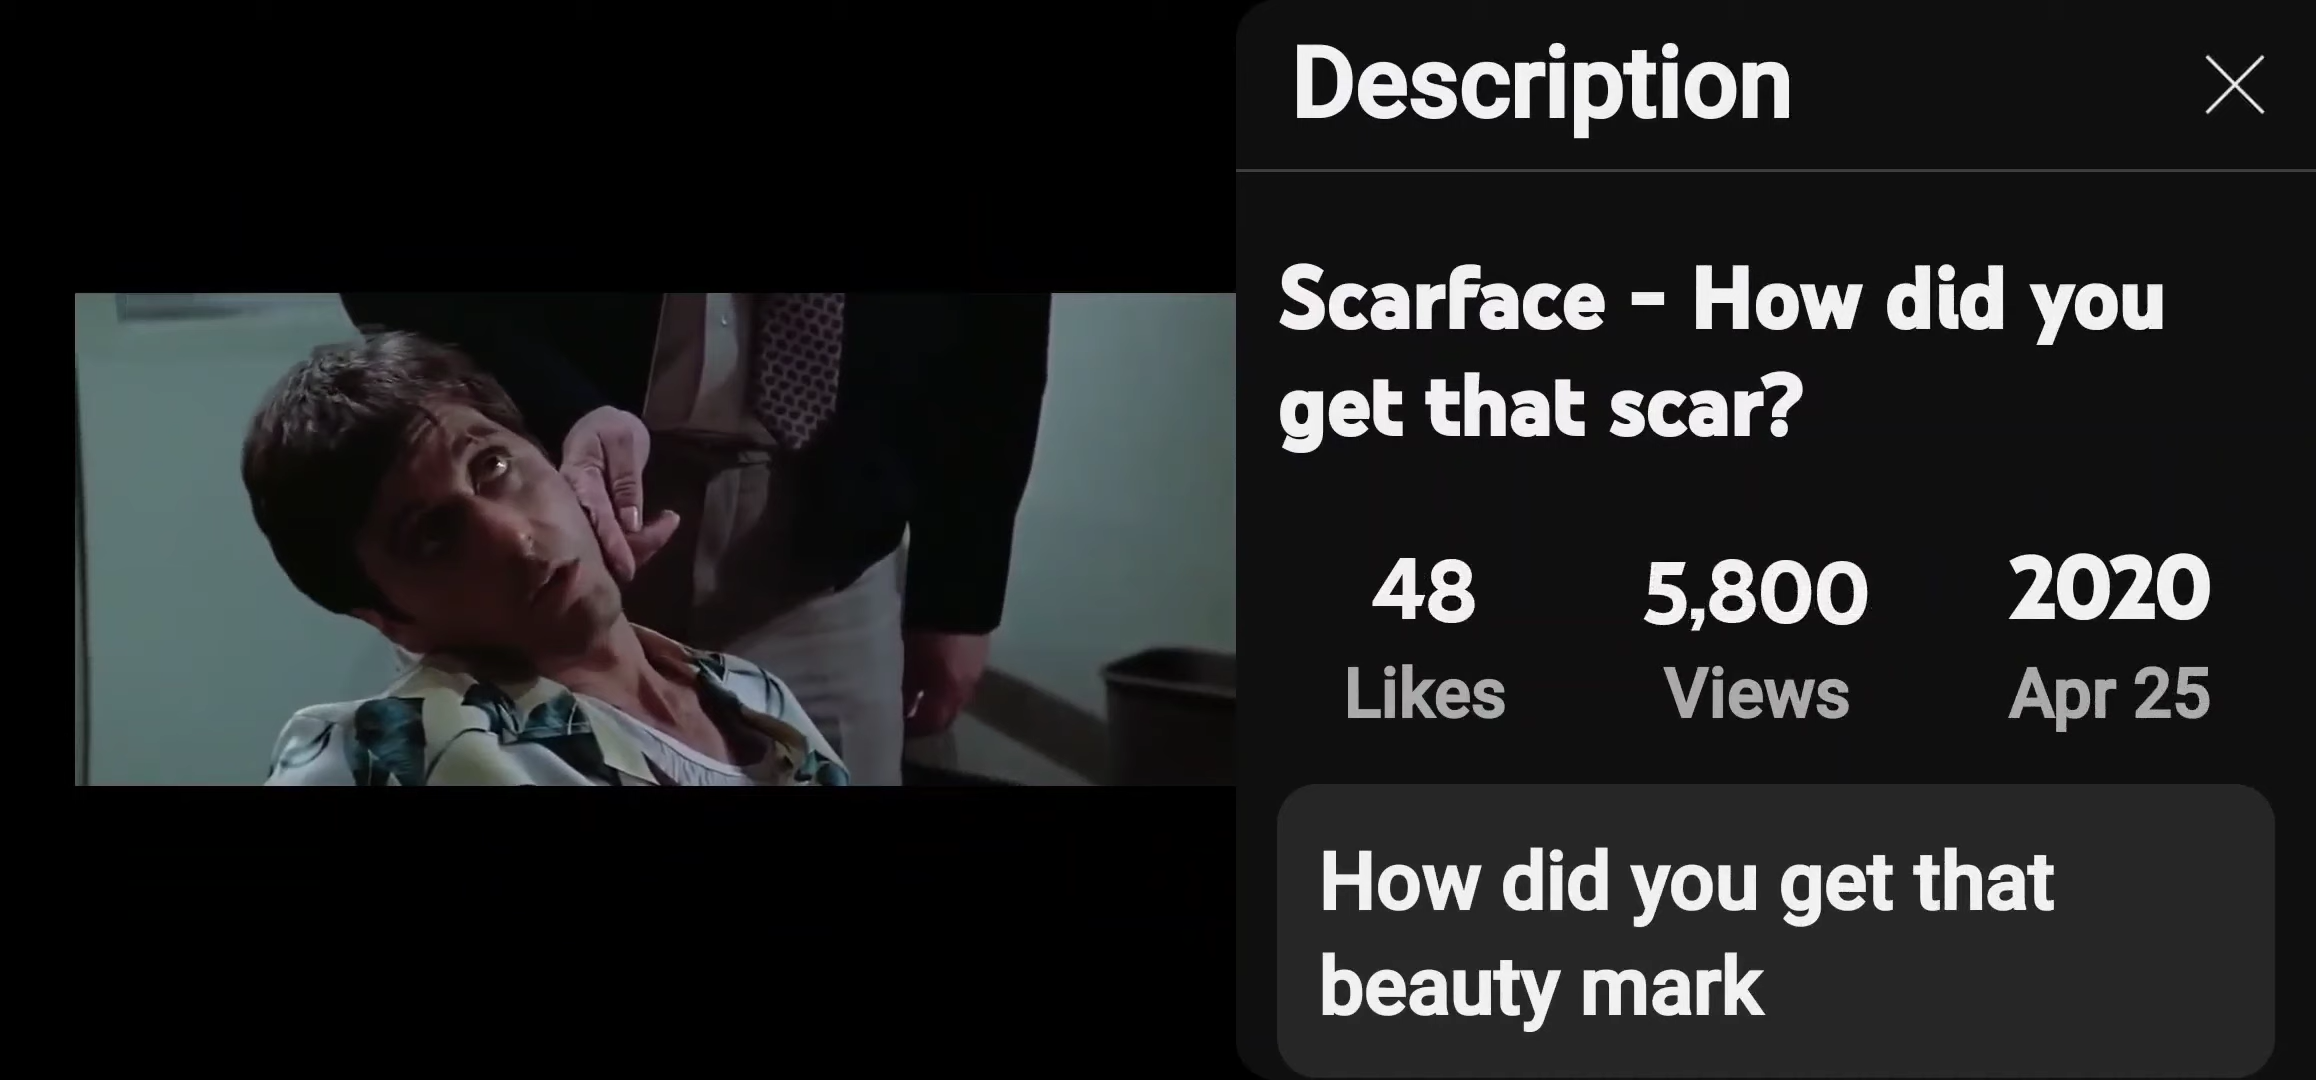 Description
Scarface - How did you
get that scar?
48 5,800 2020
Likes Views Apr 25
How did you get that
beauty mark